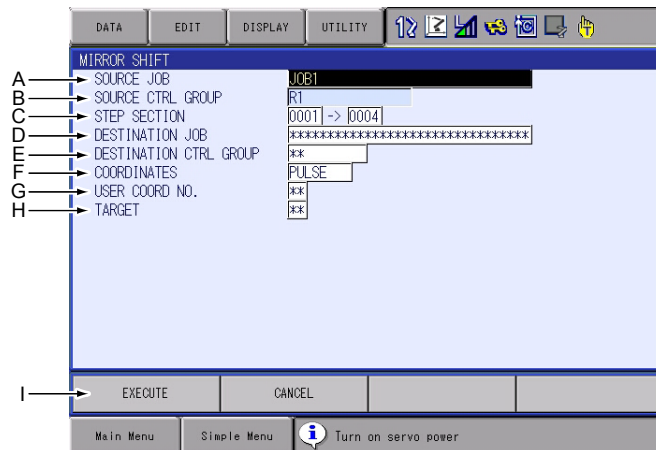 DATA EDIT DISPLAY UTILITY
MIRROR SHIFT
A SOURCE JOB JOB1
B SOURCE CTRL GROUP R1
C STEP SECTION 0001 -> 0004
D DESTINATION JOB ********************************
E DESTINATION CTRL GROUP **
F COORDINATES PULSE
G USER COORD NO. **
H TARGET **
I EXECUTE CANCEL
Main Menu Simple Menu Turn on servo power